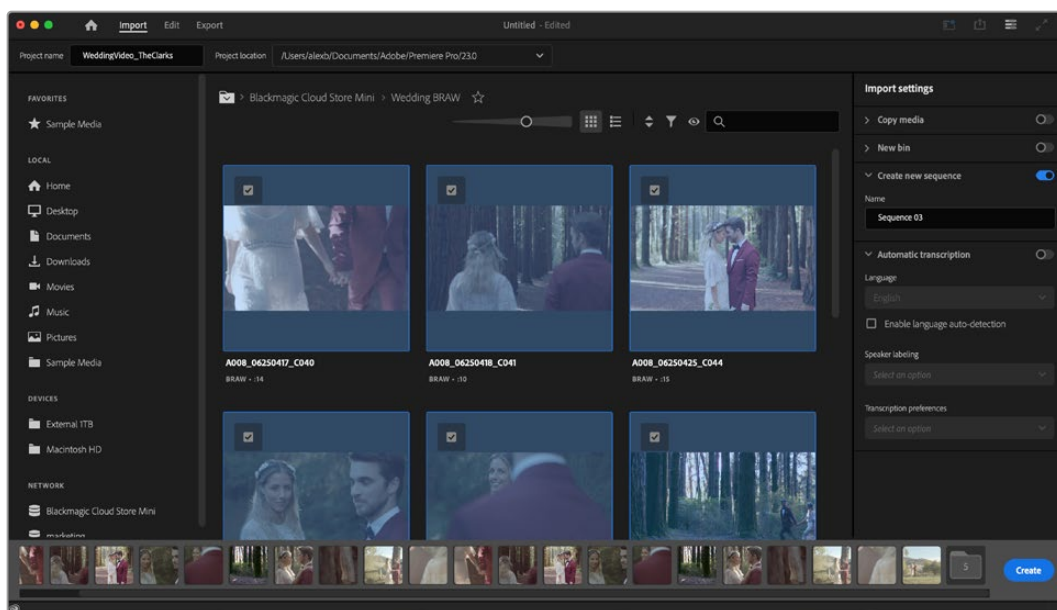 Import Edit Export Untitled - Edited
Project name WeddingVideo_TheClarks Project location /Users/alexb/Documents/Adobe/Premiere Pro/23.0
FAVORITES
Sample Media
LOCAL
Home
Desktop
Documents
Downloads
Movies
Music
Pictures
Sample Media
DEVICES
External 1TB
Macintosh HD
NETWORK
Blackmagic Cloud Store Mini
marketing
> Blackmagic Cloud Store Mini > Wedding BRAW
A008_06250417_C040
BRAW • :14
A008_06250418_C041
BRAW • :10
A008_06250425_C044
BRAW • :15
Import settings
Copy media
New bin
Create new sequence
Name
Sequence 03
Automatic transcription
Language
English
Enable language auto-detection
Speaker labeling
Select an option
Transcription preferences
Select an option
5
Create